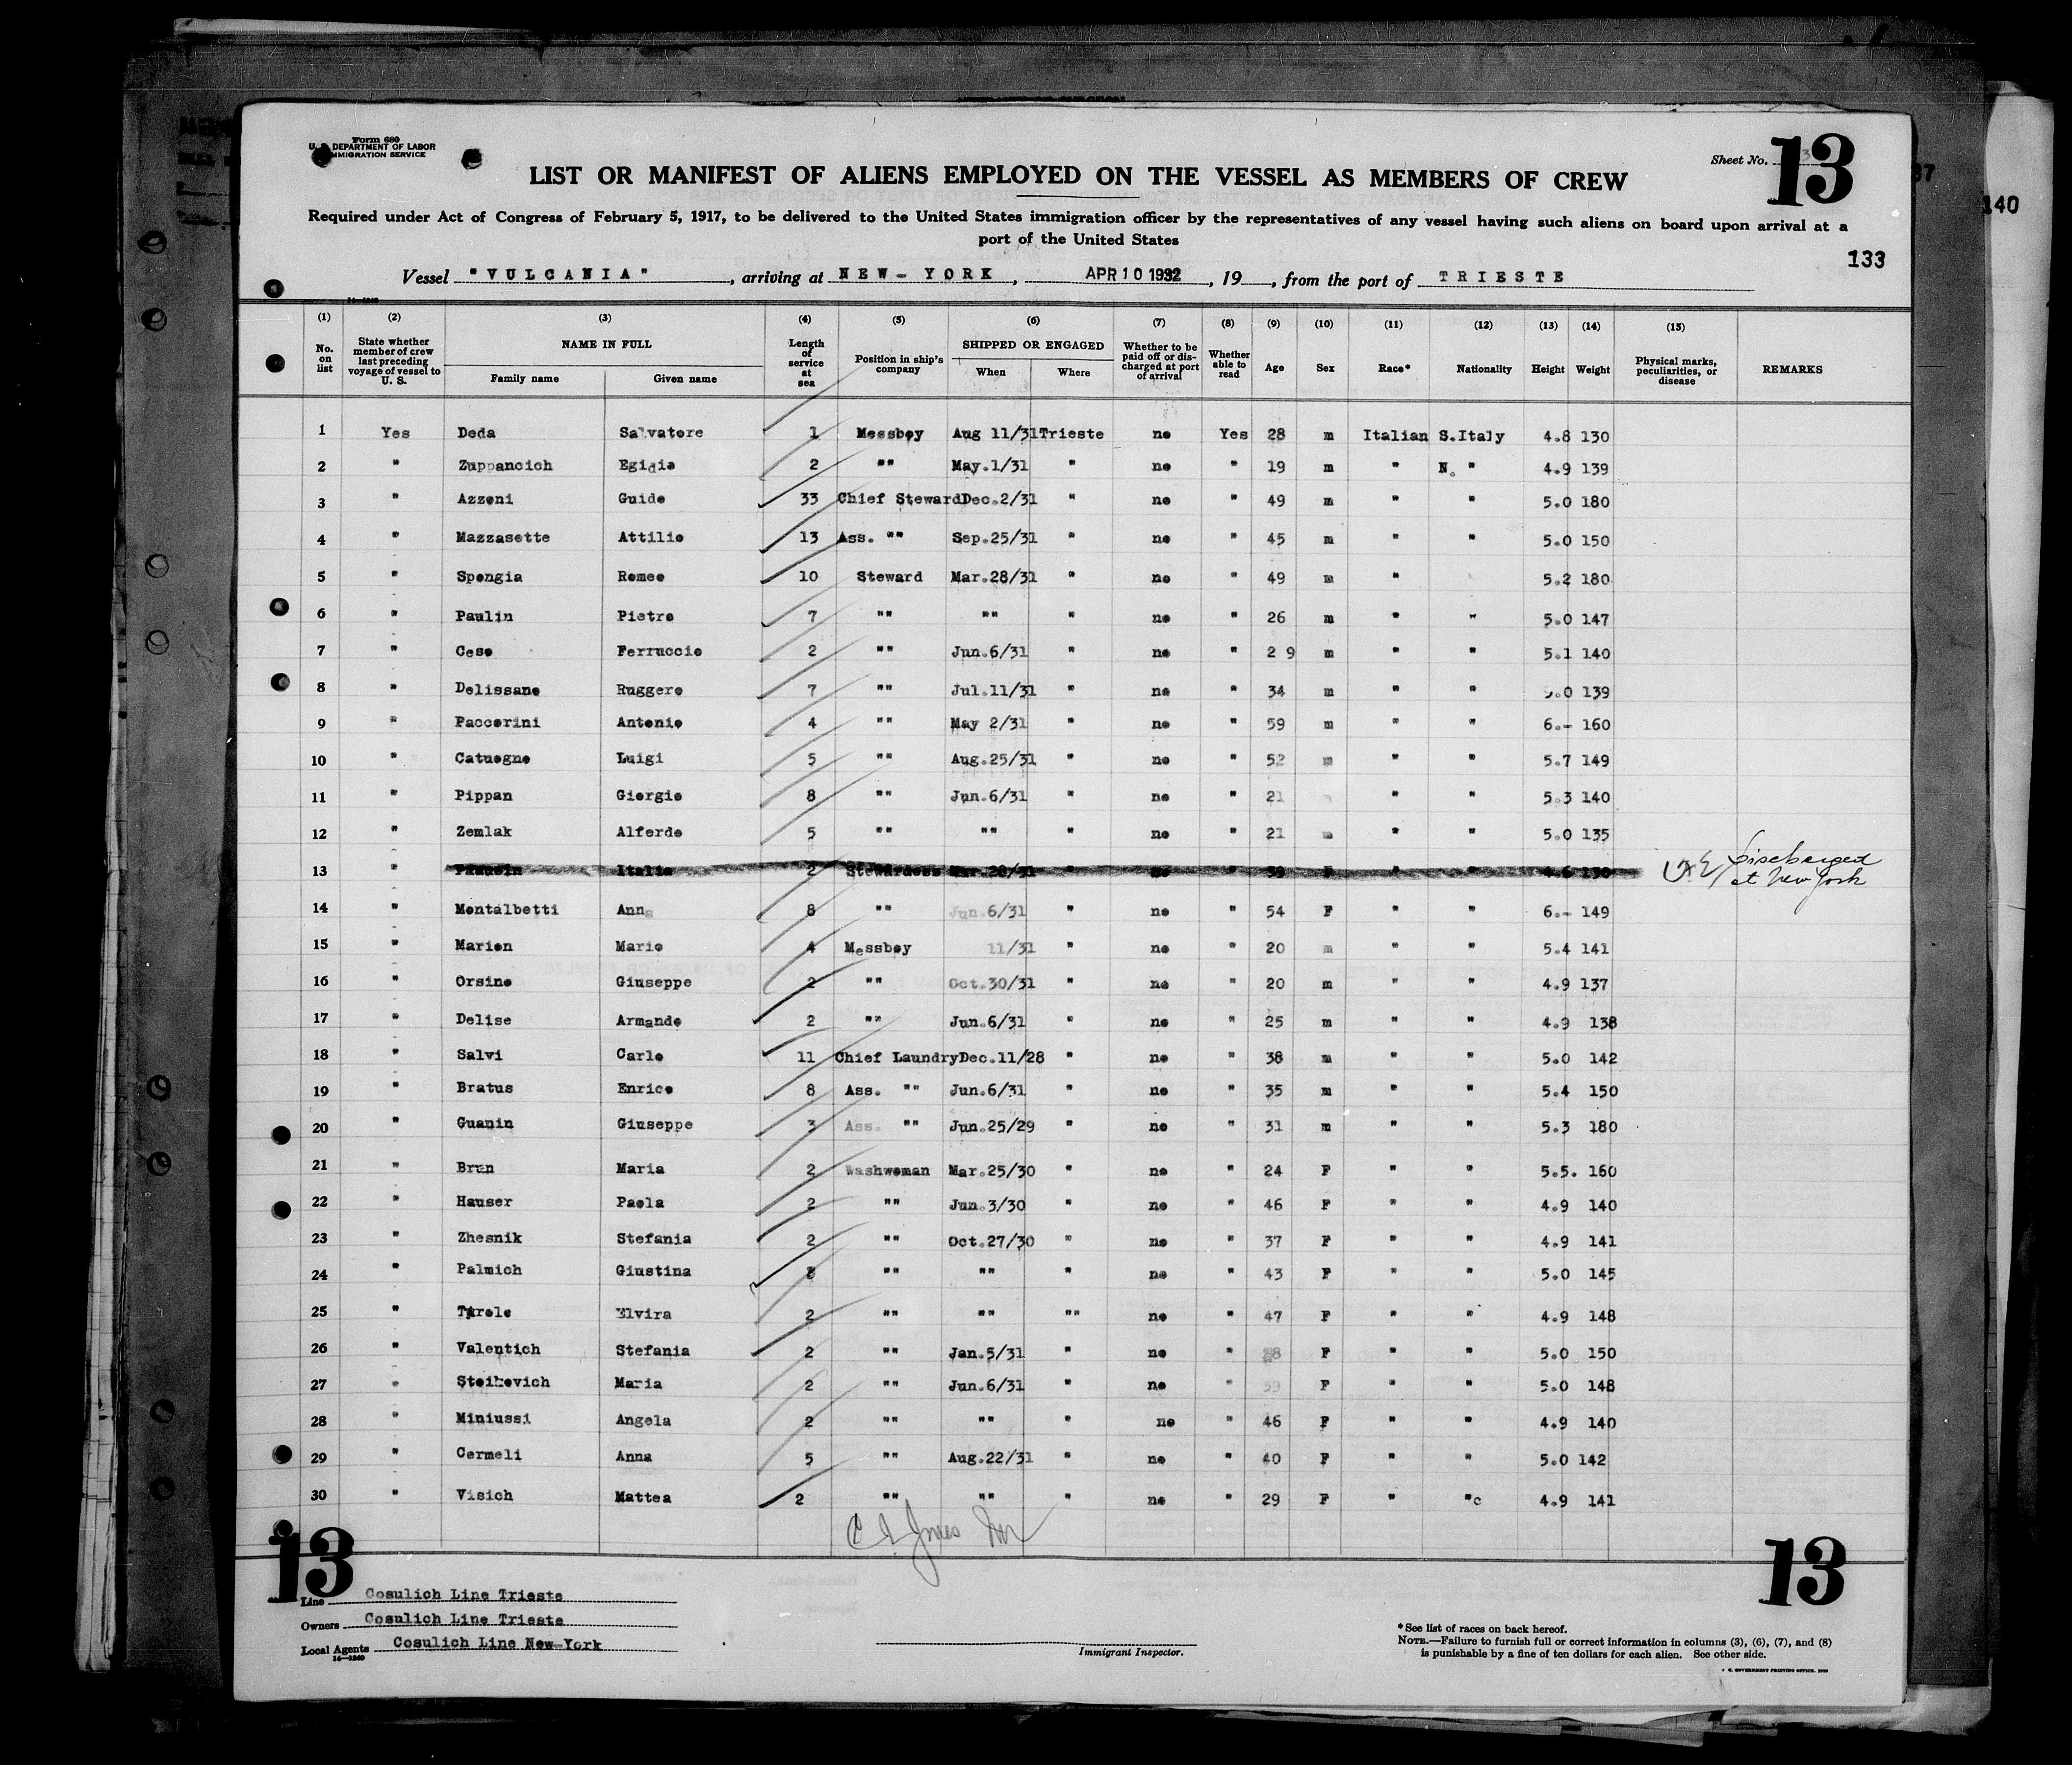 Form 680
U. S. DEPARTMENT OF LABOR
IMMIGRATION SERVICE
Sheet No. 13
13
LIST OR MANIFEST OF ALIENS EMPLOYED ON THE VESSEL AS MEMBERS OF CREW
Required under Act of Congress of February 5, 1917, to be delivered to the United States immigration officer by the representatives of any vessel having such aliens on board upon arrival at a
port of the United States
140
133
Vessel "VULCANIA", arriving at NEW-YORK, APR 10 1932, 19 , from the port of TRIESTE
(1) (2) (3) (4) (5) (6) (7) (8) (9) (10) (11) (12) (13) (14) (15)
No. on list State whether member of crew last preceding voyage of vessel to U. S. NAME IN FULL Family name Given name Length of service at sea Position in ship's company SHIPPED OR ENGAGED When Where Whether to be paid off or discharged at port of arrival Whether able to read Age Sex Race* Nationality Height Weight Physical marks, peculiarities, or disease REMARKS
1 Yes Deda Salvatore 1 Messboy Aug 11/31 Trieste no Yes 28 m Italian S.Italy 4.8 130
2 " Zuppancich Egidio 2 "" May.1/31 " no " 19 m " N. " 4.9 139
3 " Azzoni Guido 33 Chief Steward Dec.2/31 " no " 49 m " " 5.0 180
4 " Mazzasette Attilio 13 Ass. "" Sep.25/31 " no " 45 m " " 5.0 150
5 " Spongia Romeo 10 Steward Mar.28/31 " no " 49 m " 5.2 180
6 " Paulin Pietro 7 "" "" " no " 26 m " " 5.0 147
7 " Ceso Ferruccio 2 "" Jun.6/31 " no " 2 9 m " " 5.1 140
8 " Delissano Ruggero 7 "" Jul.11/31 " no " 34 m " " .0 139
9 " Paccorini Antonio 4 "" May 2/31 " no " 59 m " " 6.- 160
10 " Catuogno Luigi 5 "" Aug.25/31 " no " 52 m " " 5.7 149
11 " Pippan Giorgio 8 "" Jun.6/31 " no " 21 " " 5.3 140
12 " Zemlak Alferdo 5 "" "" " no " 21 m " " 5.0 135
13 " Italia 2 Stewardess Mar 28/31 " no " 39 F " " 4.6 130 Discharged
at New York
14 " Montalbetti Anna 8 "" Jun.6/31 " no " 54 F " " 6.- 149
15 " Marion Mario 4 Messboy 11/31 " no " 20 m " " 5.4 141
16 " Orsino Giuseppe 2 "" Oct.30/31 " no " 20 m " " 4.9 137
17 " Delise Armando 2 "" Jun.6/31 " no " 25 m " " 4.9 138
18 " Salvi Carlo 11 Chief Laundry Dec.11/28 " no " 38 m " " 5.0 142
19 " Bratus Enrico 8 Ass. "" Jun.6/31 " no " 35 m " " 5.4 150
20 " Guanin Giuseppe 3 Ass. "" Jun.25/29 " no " 31 m " " 5.3 180
21 " Brun Maria 2 Washwoman Mar.25/30 " no " 24 F " " 5.5. 160
22 " Hauser Paola 2 "" Jun.3/30 " no " 46 F " " 4.9 140
23 " Zhesnik Stefania 2 "" Oct.27/30 " no " 37 F " " 4.9 141
24 " Palmich Giustina "" "" " no " 43 F " " 5.0 145
25 " Tirole Elvira 2 "" "" "" no " 47 F " " 4.9 148
26 " Valentich Stefania 2 "" Jan.5/31 " no " F " " 5.0 150
27 " Steihovich Maria 2 "" Jun.6/31 " no " 39 F " " 5.0 148
28 " Miniussi Angela 2 "" "" " no " 46 F " " 4.9 140
29 " Cermeli Anna 5 "" Aug.22/31 " no " 40 F " " 5.0 142
30 " Visich Mattea 2 "" "" " no " 29 F " " 4.9 141
13
13
Line Cosulich Line Trieste
Owners Cosulich Line Trieste
Local Agents Cosulich Line New-York
14—1240
Immigrant Inspector.
* See list of races on back hereof.
NOTE.—Failure to furnish full or correct information in columns (3), (6), (7), and (8)
is punishable by a fine of ten dollars for each alien. See other side.